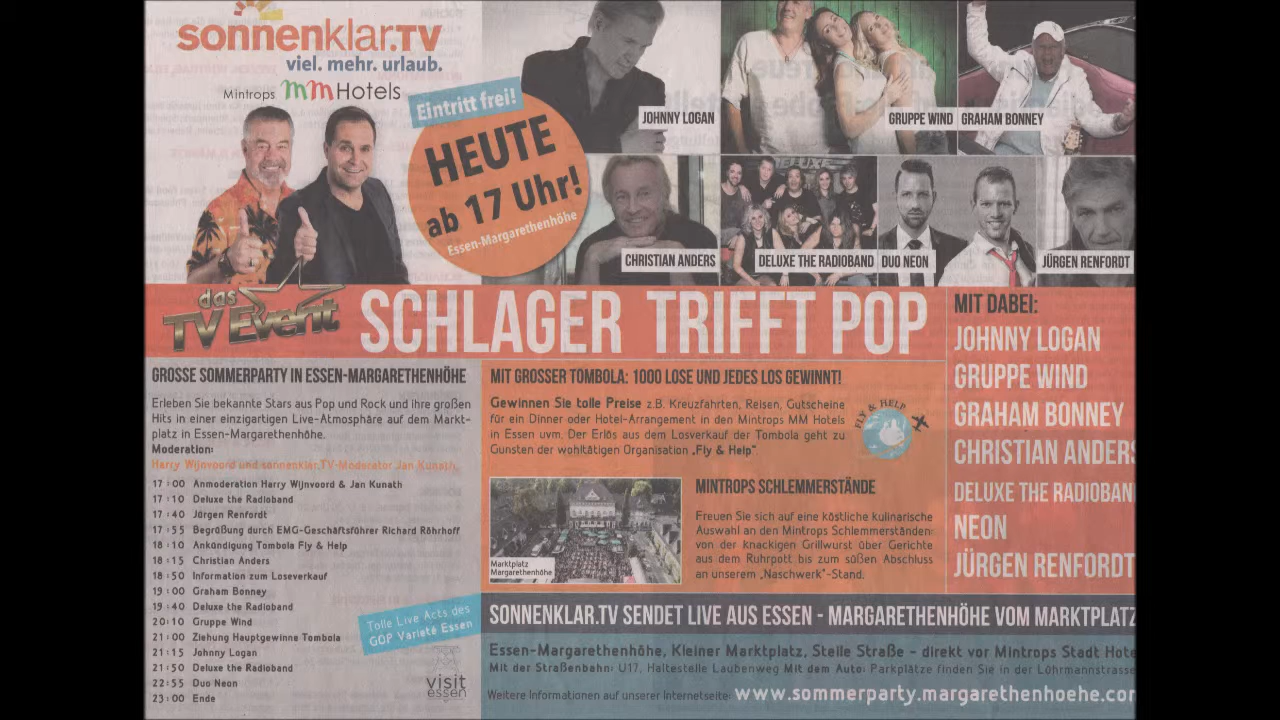 sonnenklar.TV
viel. mehr. urlaub.
Mintrops mm Hotels
Eintritt frei!
HEUTE
ab 17 Uhr!
Essen-Margarethenhöhe
JOHNNY LOGAN
GRUPPE WIND
GRAHAM BONNEY
CHRISTIAN ANDERS
DELUXE
DELUXE THE RADIOBAND
DUO NEON
JÜRGEN RENFORDT
das
TV Event
SCHLAGER TRIFFT POP
MIT DABEI:
JOHNNY LOGAN
GRUPPE WIND
GRAHAM BONNEY
CHRISTIAN ANDERS
DELUXE THE RADIOBAN
NEON
JÜRGEN RENFORDT
GROSSE SOMMERPARTY IN ESSEN-MARGARETHENHÖHE
Erleben Sie bekannte Stars aus Pop und Rock und ihre großen
Hits in einer einzigartigen Live-Atmosphäre auf dem Markt-
platz in Essen-Margarethenhöhe.
Moderation:
Harry Wijnvoord und sonnenklar.TV-Moderator Jan Kunath.
17:00 Anmoderation Harry Wijnvoord & Jan Kunath
17:10 Deluxe the Radioband
17:40 Jürgen Renfordt
17:55 Begrüßung durch EMG-Geschäftsführer Richard Röhrhoff
18:10 Ankündigung Tombola Fly & Help
18:15 Christian Anders
18:50 Information zum Loseverkauf
19:00 Graham Bonney
19:40 Deluxe the Radioband
20:10 Gruppe Wind
21:00 Ziehung Hauptgewinne Tombola
21:15 Johnny Logan
21:50 Deluxe the Radioband
22:55 Duo Neon
23:00 Ende
Tolle Live Acts des
GOP Varieté Essen
visit
essen
MIT GROSSER TOMBOLA: 1000 LOSE UND JEDES LOS GEWINNT!
Gewinnen Sie tolle Preise z.B. Kreuzfahrten, Reisen, Gutscheine
für ein Dinner oder Hotel-Arrangement in den Mintrops MM Hotels
in Essen uvm. Der Erlös aus dem Losverkauf der Tombola geht zu
Gunsten der wohltätigen Organisation „Fly & Help".
FLY & HELP
MINTROPS SCHLEMMERSTÄNDE
Freuen Sie sich auf eine köstliche kulinarische
Auswahl an den Mintrops Schlemmerständen:
von der knackigen Grillwurst über Gerichte
aus dem Ruhrpott bis zum süßen Abschluss
an unserem „Naschwerk"-Stand.
Marktplatz
Margarethenhöhe
SONNENKLAR.TV SENDET LIVE AUS ESSEN - MARGARETHENHÖHE VOM MARKTPLATZ
Essen-Margarethenhöhe, Kleiner Marktplatz, Steile Straße - direkt vor Mintrops Stadt Hote
Mit der Straßenbahn: U17, Haltestelle Laubenweg Mit dem Auto: Parkplätze finden Sie in der Lührmannstrasse
Weitere Informationen auf unserer Internetseite: www.sommerparty.margarethenhoehe.com